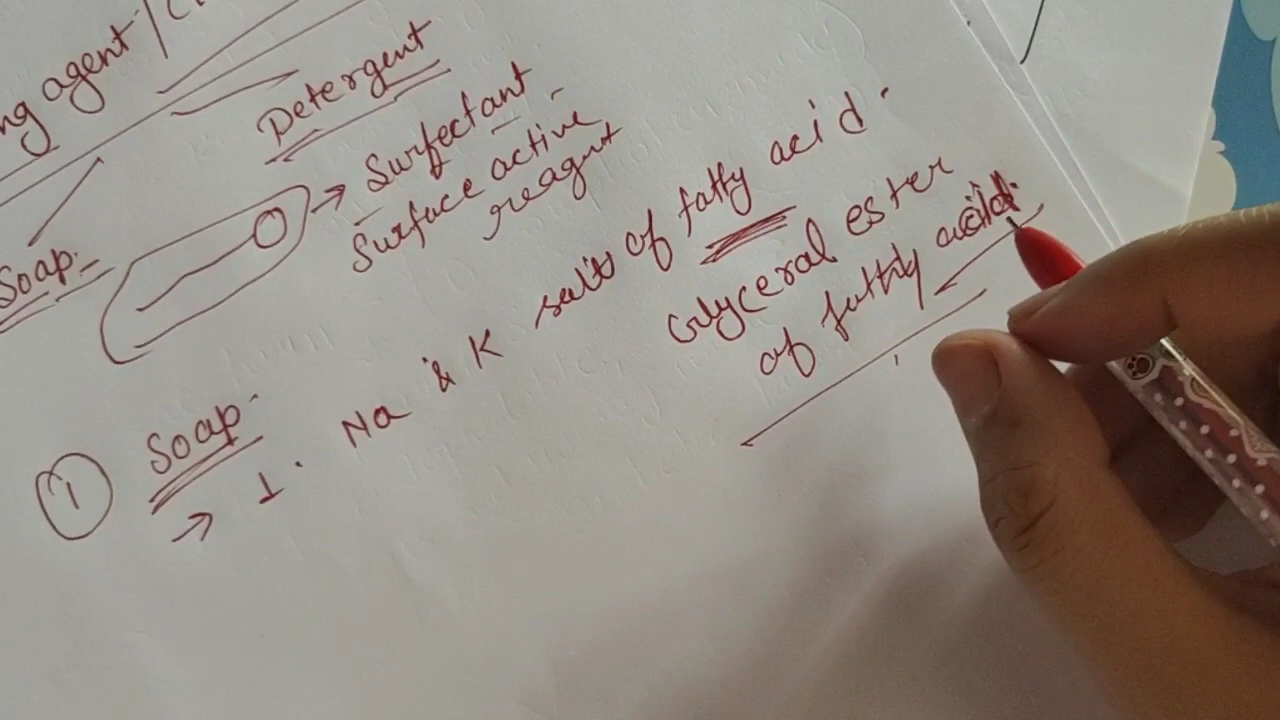 ng agent /
Detergent
Soap.
→ Surfectant
Surface active
reagent
① Soap.
→ 1. Na & K salts of fatty acid.
Glyceral ester
of fathly acid.